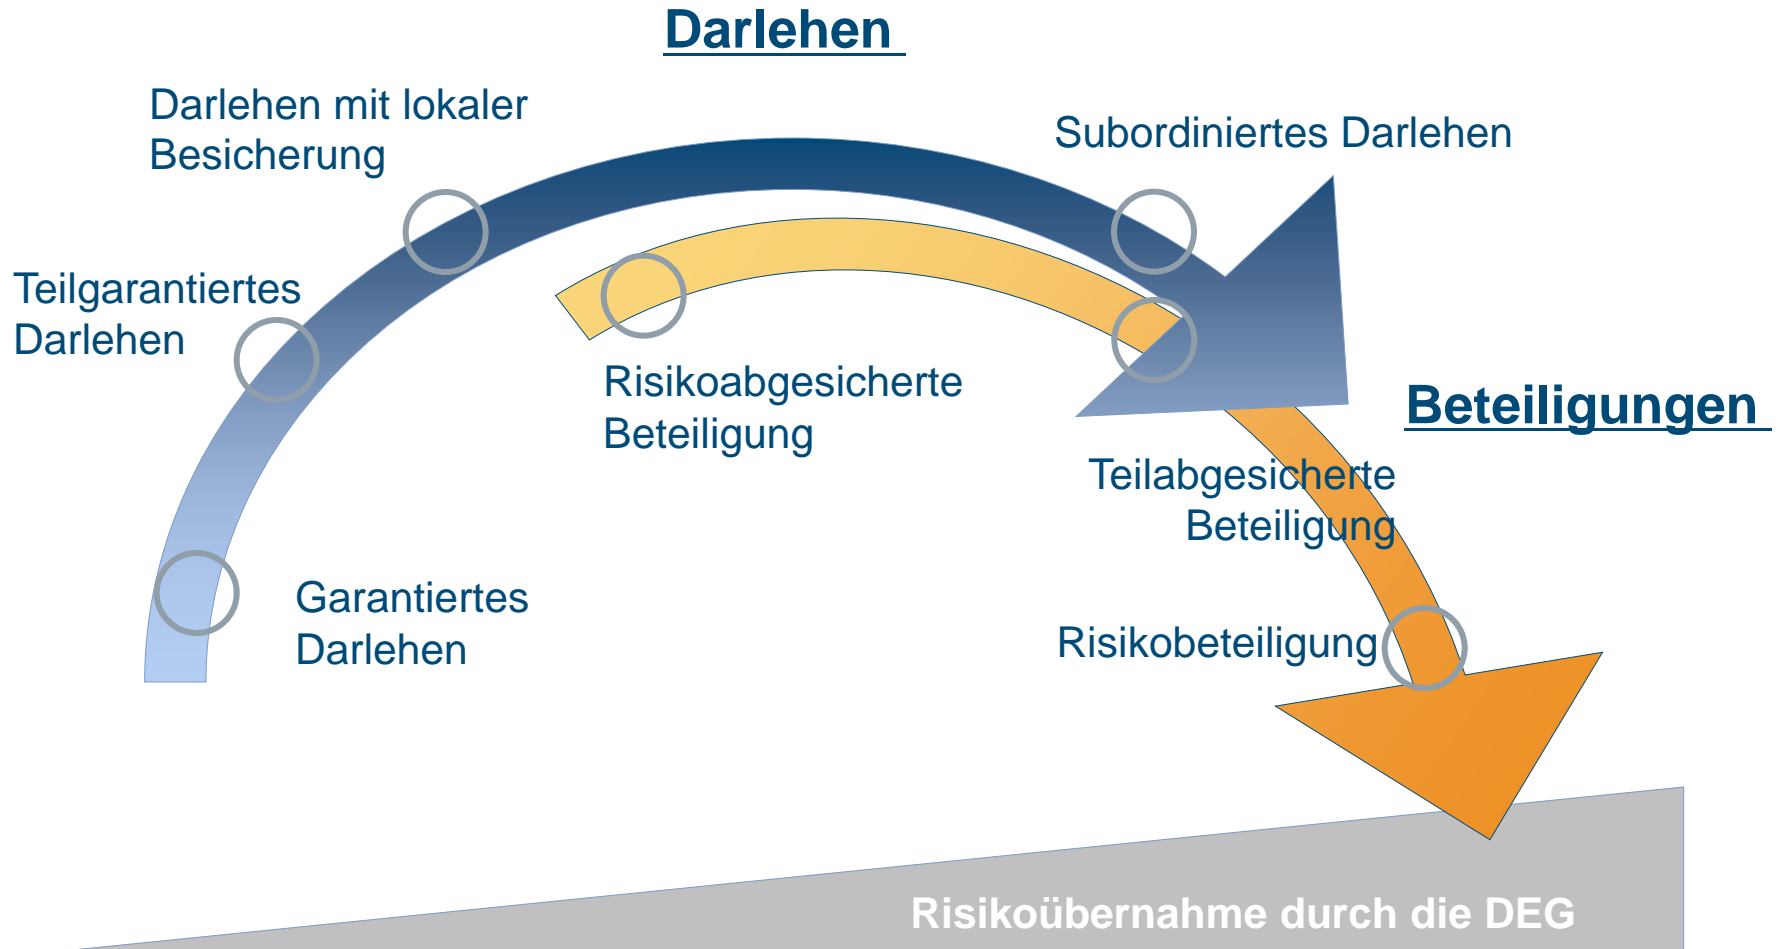 Darlehen
Darlehen mit lokaler
Besicherung
Subordiniertes Darlehen
Teilgarantiertes
Darlehen
Risikoabgesicherte
Beteiligung
Beteiligungen
Teilabgesicherte
Beteiligung
Garantiertes
Darlehen
Risikobeteiligung
Risikoübernahme durch die DEG